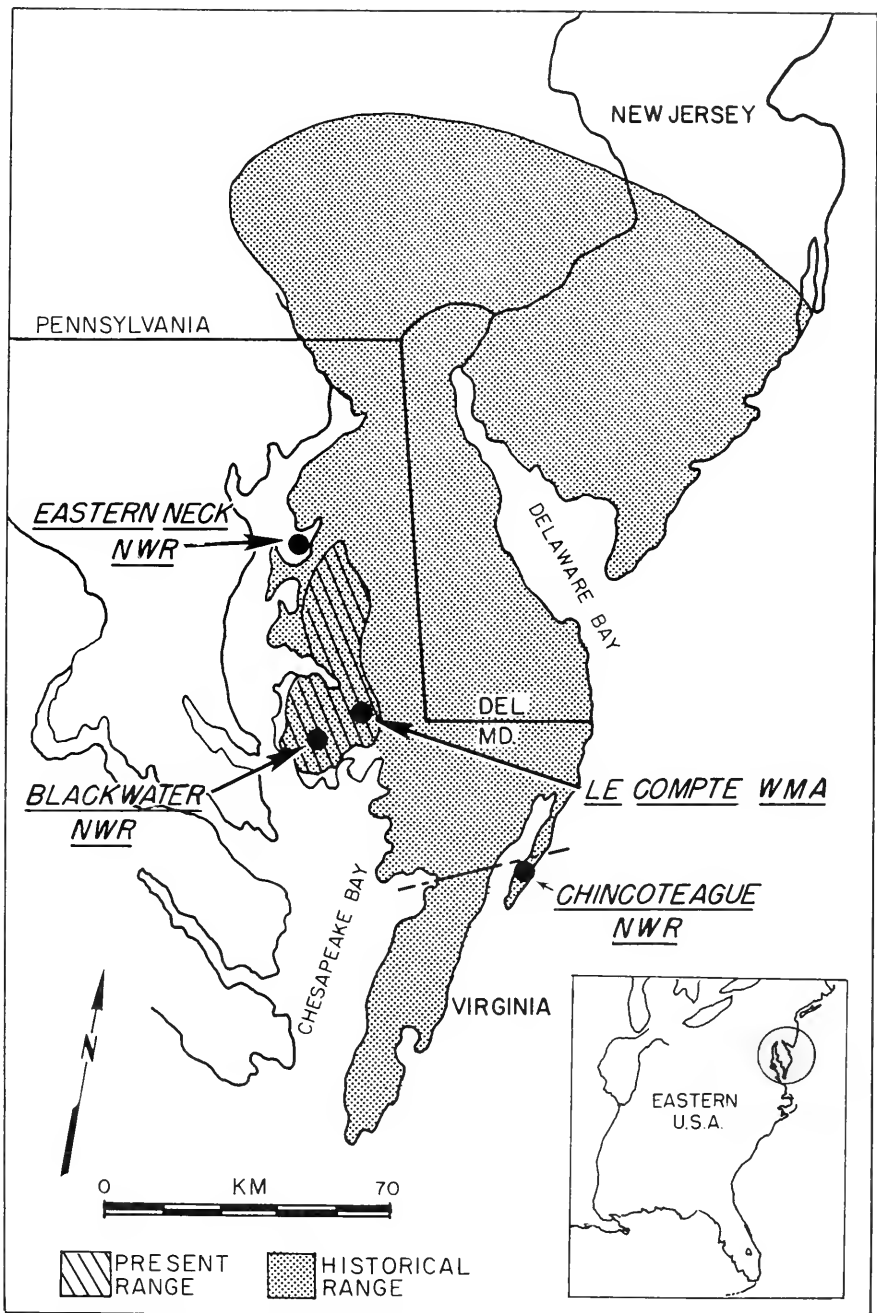 NEW JERSEY
PENNSYLVANIA
EASTERN NECK
NWR
DELAWARE BAY
DEL.
MD.
BLACKWATER
NWR
LE COMPTE WMA
CHINCOTEAGUE
NWR
CHESAPEAKE BAY
VIRGINIA
N
EASTERN
U.S.A.
0 KM 70
PRESENT
RANGE
HISTORICAL
RANGE